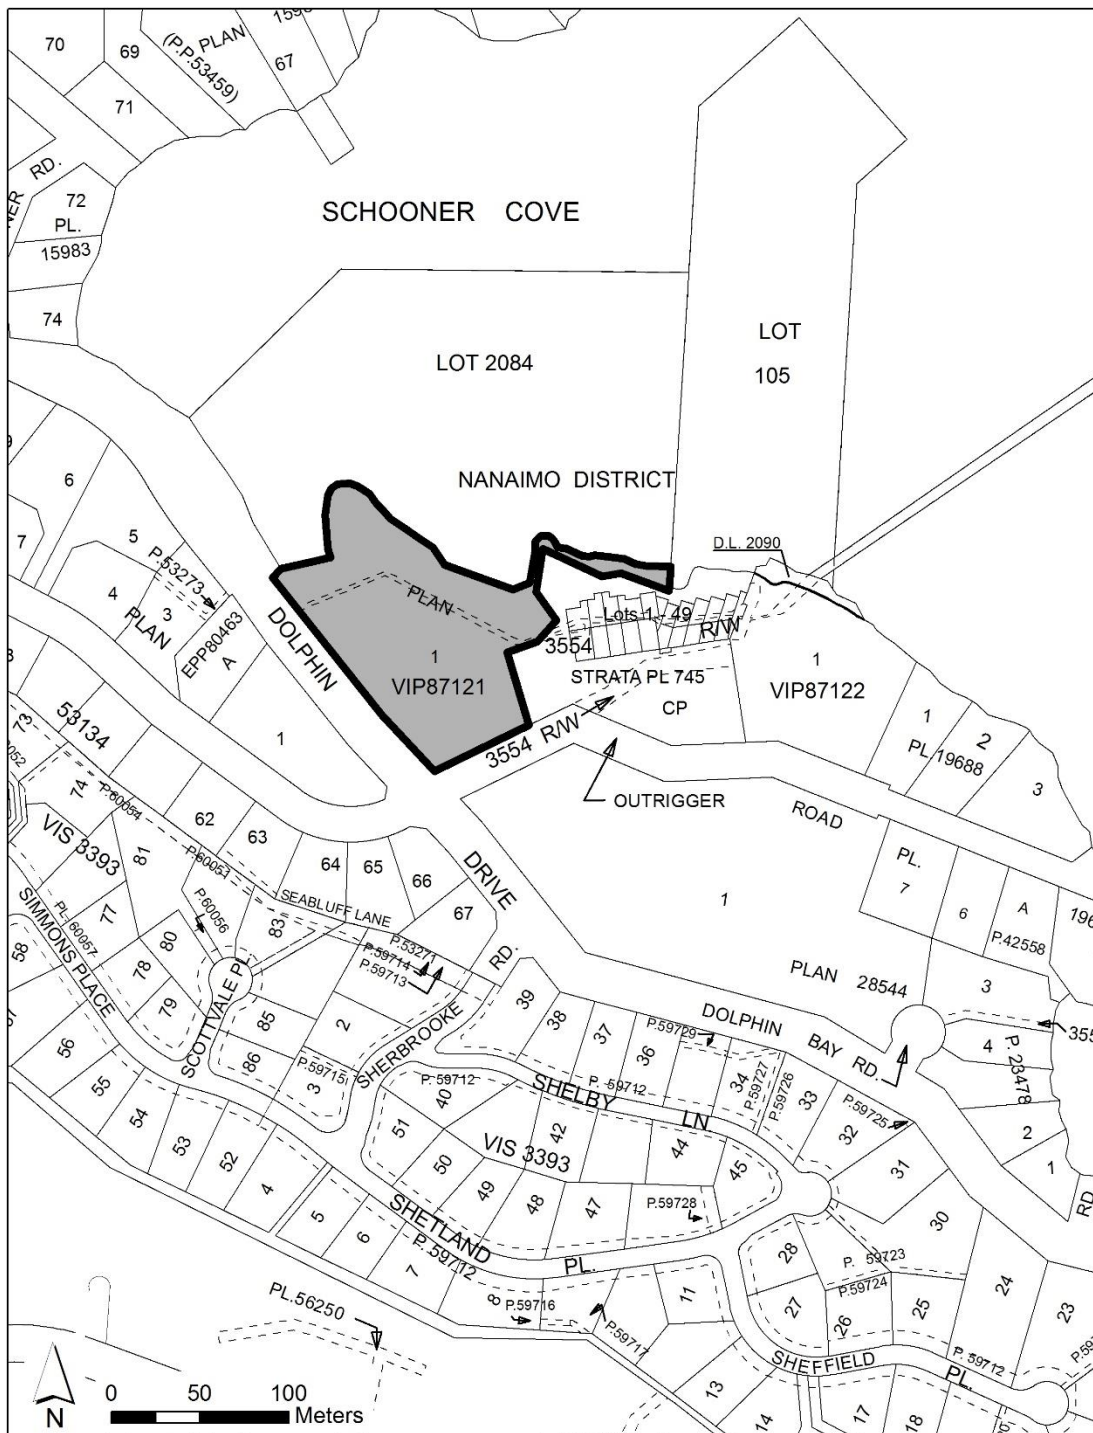 70
69
PLAN
(P.P.53459)
67
71
RD.
72
PL.
15983
74
SCHOONER COVE
LOT 2084
LOT
105
NANAIMO DISTRICT
D.L. 2090
6
7
5
P.53273
4
3
PLAN
EPP80463
A
1
DOLPHIN
PLAN
1
VIP87121
Lots 1 - 49
R/W
3554
STRATA PL 745
CP
1
VIP87122
3554 R/W
OUTRIGGER
ROAD
1
2
PL.19688
3
53134
73
74
P.60054
62
63
64
65
66
67
DRIVE
1
PL.
7
6
A
P.42558
VIS 3393
81
P.60051
P.60056
SEABLUFF LANE
83
77
PL. 60057
SIMMONS PLACE
58
80
78
79
SCOTTVALE PL.
P.53271
P.59714
P.59713
RD.
SHERBROOKE
PLAN 28544
3
4
P. 23478
2
1
RD
DOLPHIN
BAY RD.
39
38
37
36
P.59729
34
P.59727
P.59726
33
32
P.59725
31
30
85
86
2
P.59715
3
56
55
54
53
52
4
P. 59712
40
51
SHELBY
LN
P. 59712
42
VIS 3393
44
45
50
49
48
47
P.59728
SHETLAND
PL.
P. 59712
5
6
7
8
P.59716
P.59717
11
13
14
28
27
26
P. 59723
P.59724
25
24
23
SHEFFIELD
PL.
P. 59712
17
18
PL.56250
N
0 50 100
Meters